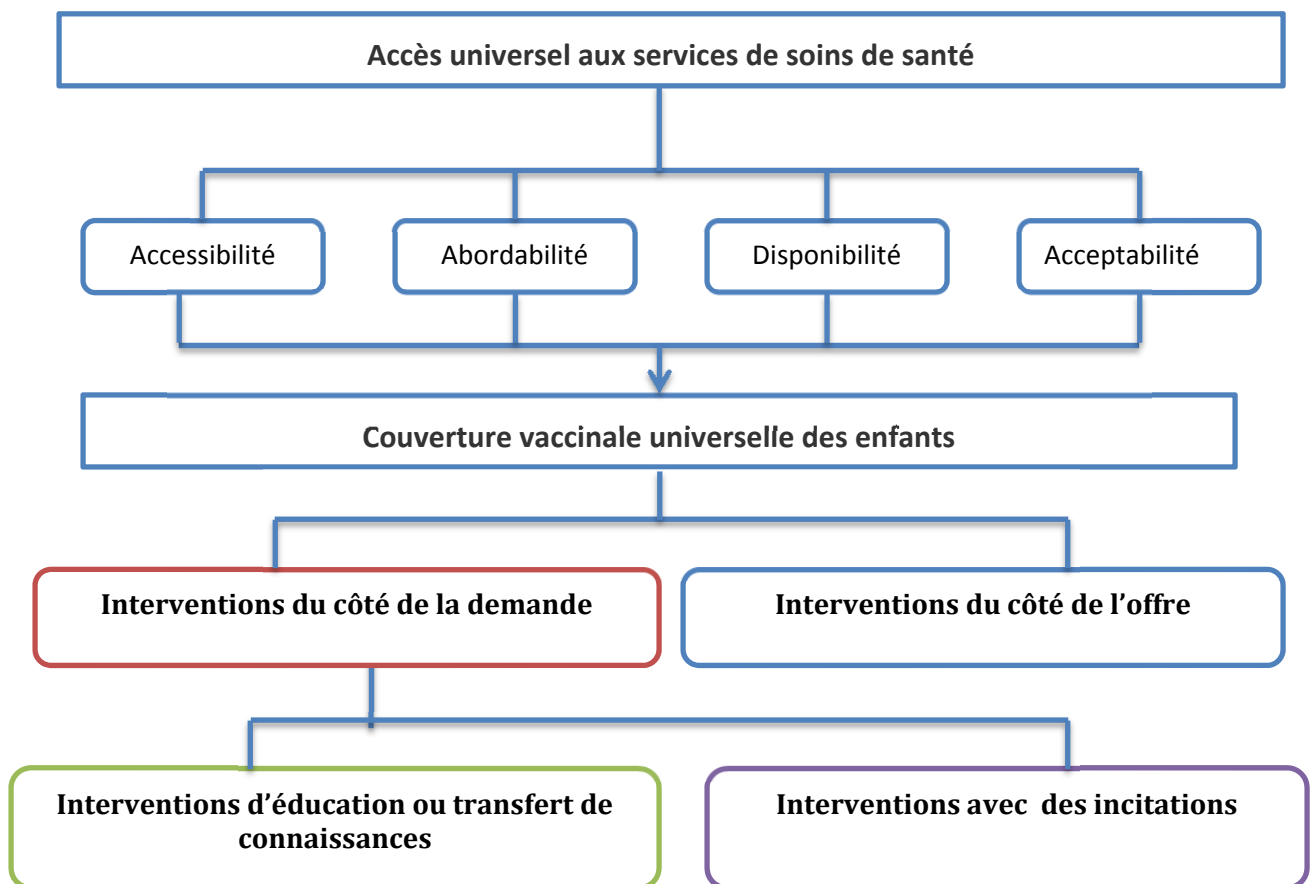 Accès universel aux services de soins de santé
Accessibilité
Abordabilité
Disponibilité
Acceptabilité
Couverture vaccinale universelle des enfants
Interventions du côté de la demande
Interventions du côté de l’offre
Interventions d’éducation ou transfert de
connaissances
Interventions avec des incitations